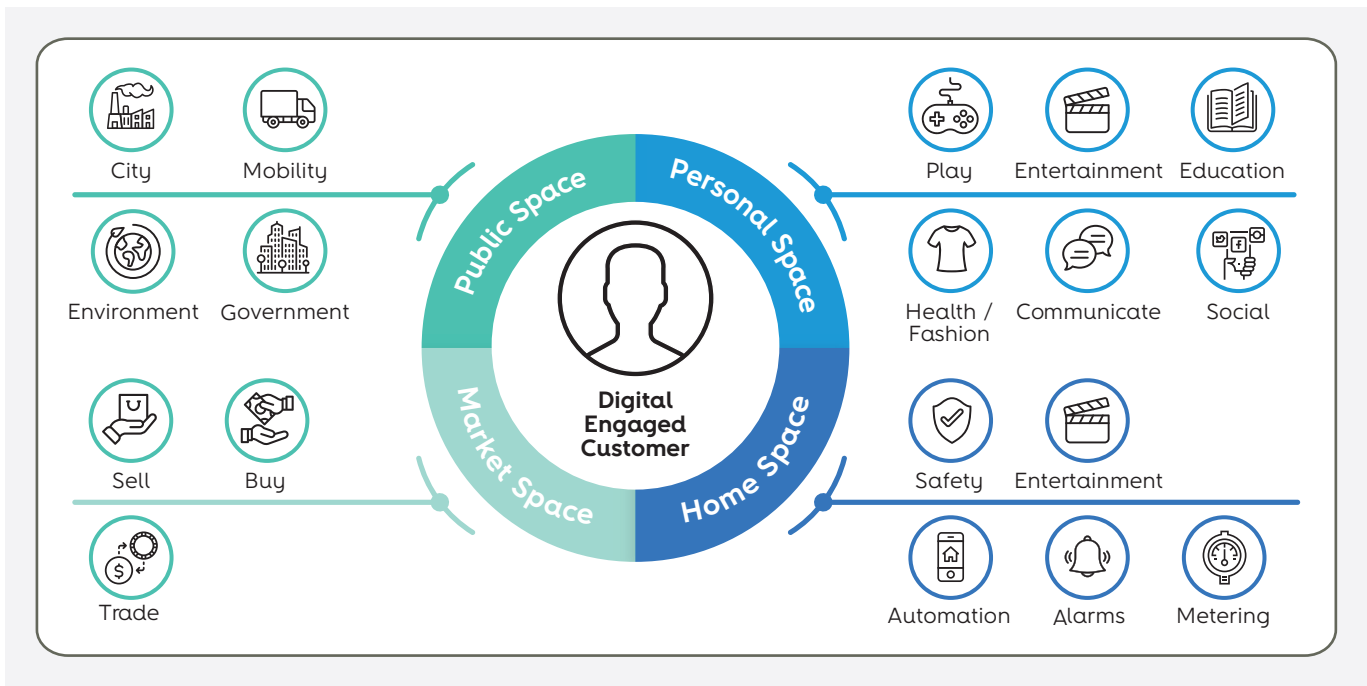 City
Mobility
Environment
Government
Public Space
Personal Space
Play
Entertainment
Education
Health /
Fashion
Communicate
Social
Digital
Engaged
Customer
Sell
Buy
Trade
Market Space
Home Space
Safety
Entertainment
Automation
Alarms
Metering
$
f